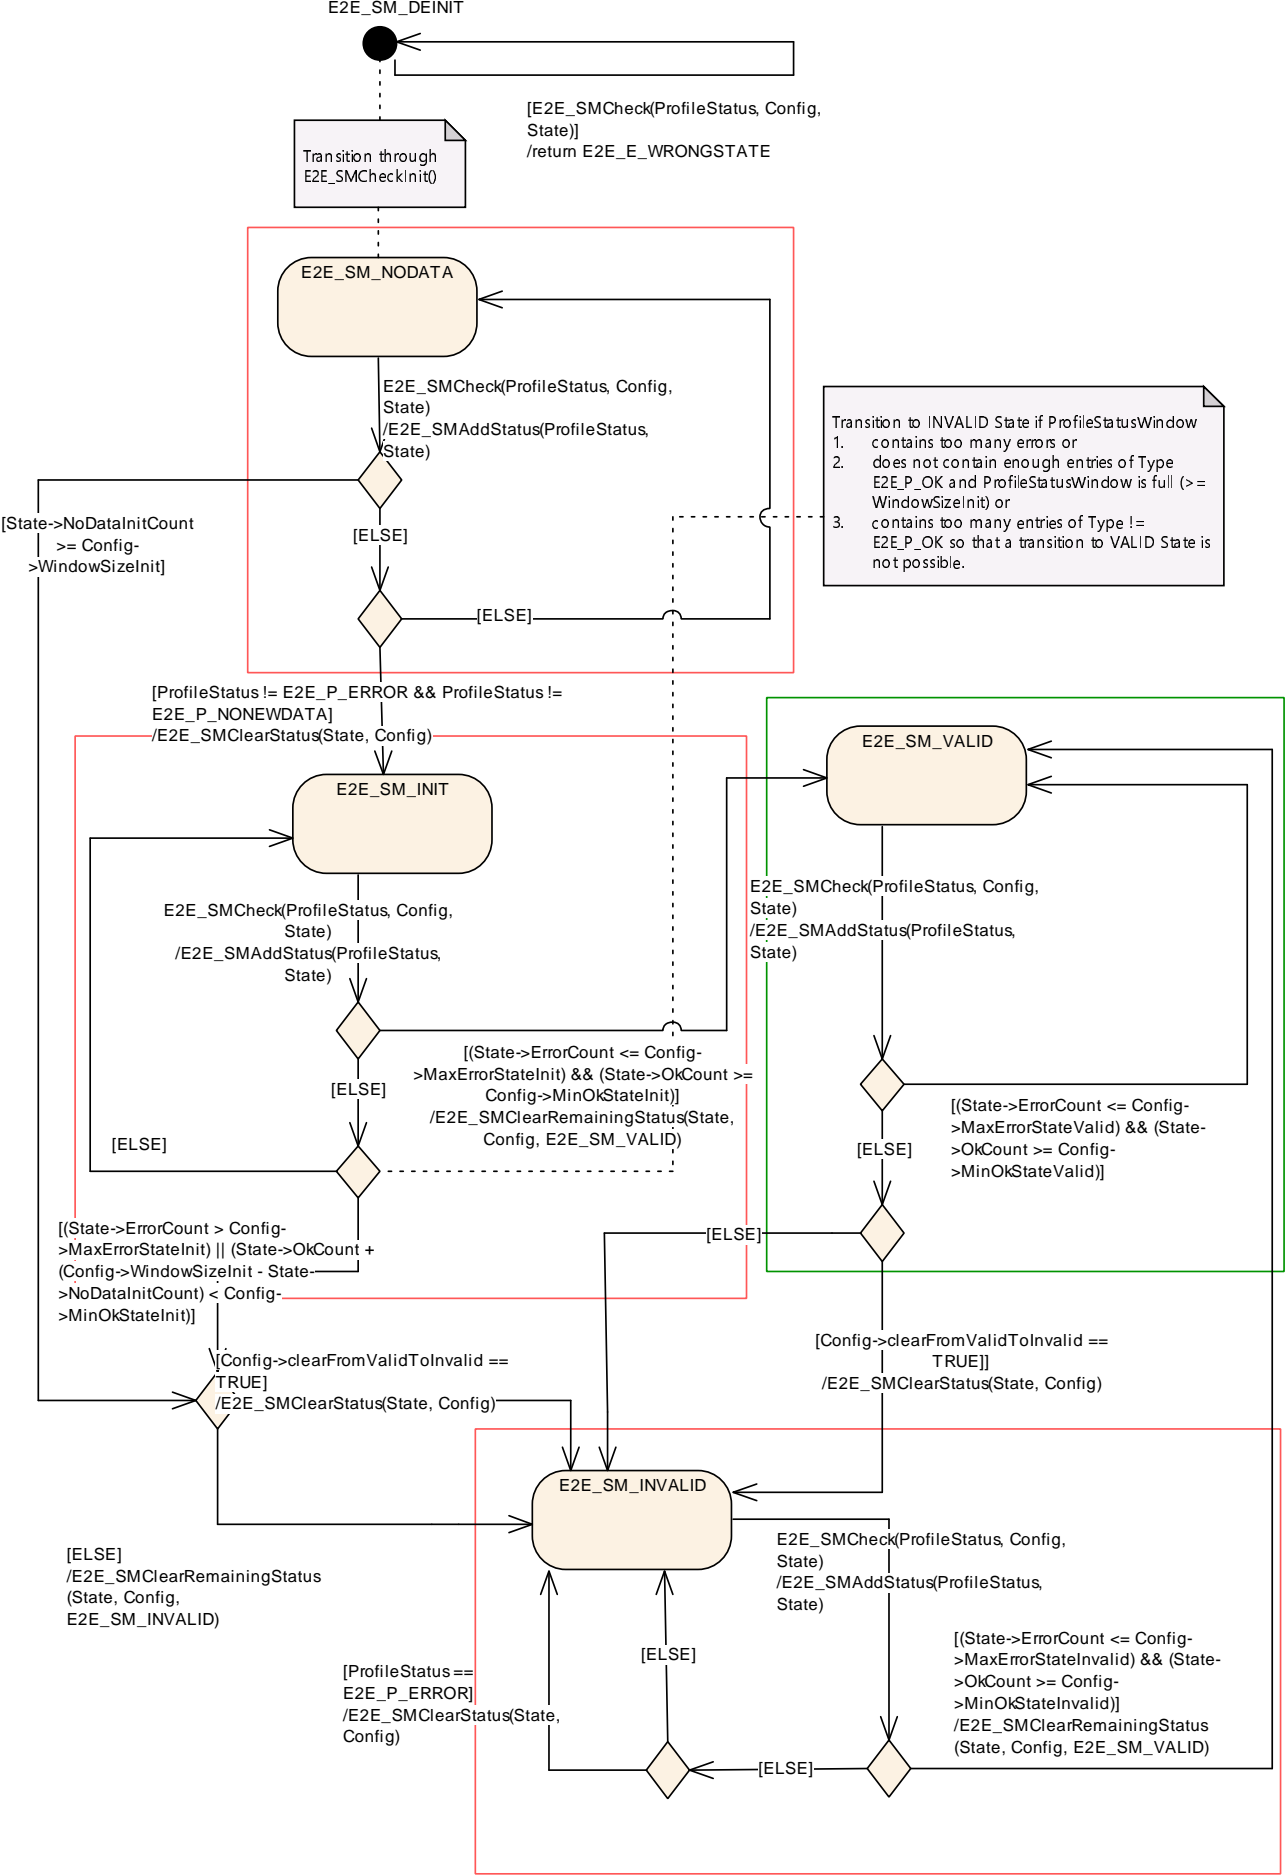 E2E_SM_DEINIT
[E2E_SMCheck(ProfileStatus, Config,
State)]
/return E2E_E_WRONGSTATE
Transition through
E2E_SMCheckInit()
E2E_SM_NODATA
E2E_SMCheck(ProfileStatus, Config,
State)
/E2E_SMAddStatus(ProfileStatus,
State)
Transition to INVALID State if ProfileStatusWindow
1. contains too many errors or
2. does not contain enough entries of Type
E2E_P_OK and ProfileStatusWindow is full (>=
WindowSizeInit) or
3. contains too many entries of Type !=
E2E_P_OK so that a transition to VALID State is
not possible.
[State->NoDataInitCount
>= Config-
>WindowSizeInit]
[ELSE]
[ELSE]
[ProfileStatus != E2E_P_ERROR && ProfileStatus !=
E2E_P_NONEWDATA]
/E2E_SMClearStatus(State, Config)
E2E_SM_VALID
E2E_SM_INIT
E2E_SMCheck(ProfileStatus, Config,
State)
/E2E_SMAddStatus(ProfileStatus,
State)
E2E_SMCheck(ProfileStatus, Config,
State)
/E2E_SMAddStatus(ProfileStatus,
State)
[(State->ErrorCount <= Config-
>MaxErrorStateInit) && (State->OkCount >=
Config->MinOkStateInit)]
/E2E_SMClearRemainingStatus(State,
Config, E2E_SM_VALID)
[ELSE]
[ELSE]
[(State->ErrorCount <= Config-
>MaxErrorStateValid) && (State-
>OkCount >= Config-
>MinOkStateValid)]
[ELSE]
[ELSE]
[(State->ErrorCount > Config-
>MaxErrorStateInit) || (State->OkCount +
(Config->WindowSizeInit - State-
>NoDataInitCount) < Config-
>MinOkStateInit)]
[Config->clearFromValidToInvalid ==
TRUE]
/E2E_SMClearStatus(State, Config)
[Config->clearFromValidToInvalid ==
TRUE]]
/E2E_SMClearStatus(State, Config)
E2E_SM_INVALID
E2E_SMCheck(ProfileStatus, Config,
State)
/E2E_SMAddStatus(ProfileStatus,
State)
[ELSE]
/E2E_SMClearRemainingStatus
(State, Config,
E2E_SM_INVALID)
[ELSE]
[ProfileStatus ==
E2E_P_ERROR]
/E2E_SMClearStatus(State,
Config)
[(State->ErrorCount <= Config-
>MaxErrorStateInvalid) && (State-
>OkCount >= Config-
>MinOkStateInvalid)]
/E2E_SMClearRemainingStatus
(State, Config, E2E_SM_VALID)
[ELSE]